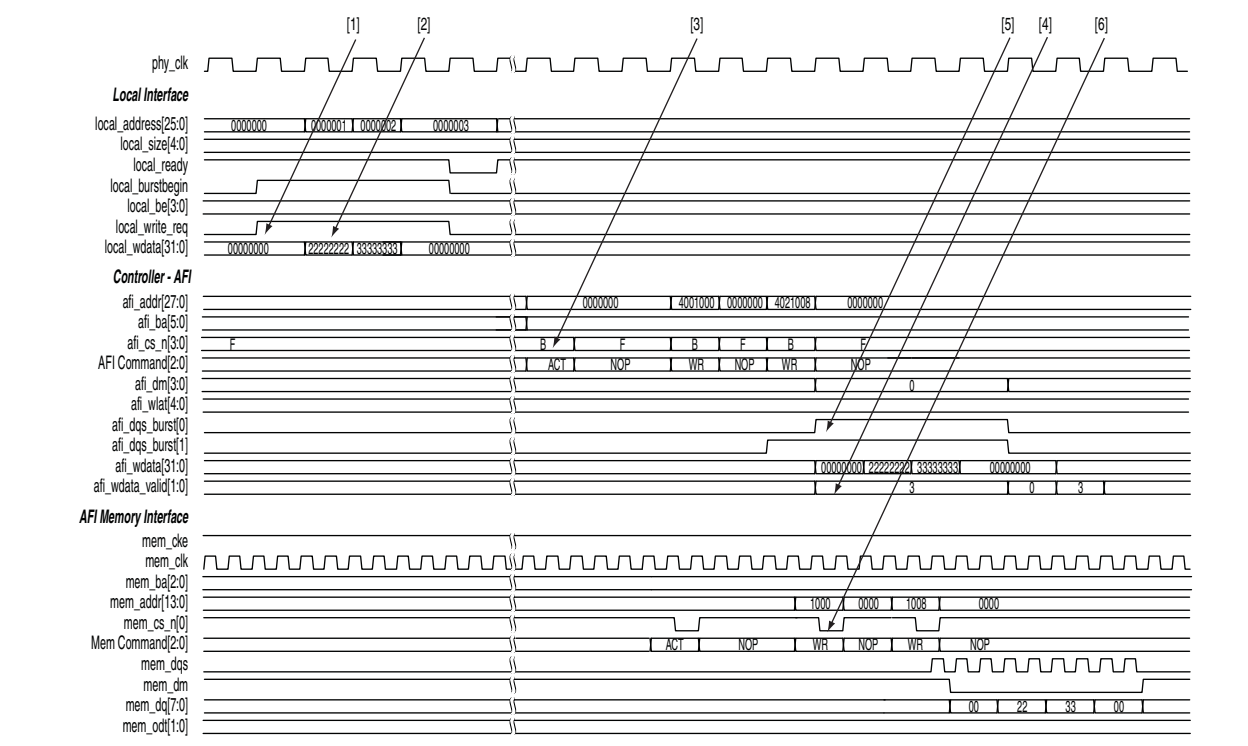 [1] [2] [3] [5] [4] [6]
phy_clk
Local Interface
local_address[25:0] 0000000 0000001 0000002 0000003
local_size[4:0]
local_ready
local_burstbegin
local_be[3:0]
local_write_req
local_wdata[31:0] 00000000 22222222 33333333 00000000
Controller - AFI
afi_addr[27:0] 0000000 4001000 0000000 4021008 0000000
afi_ba[5:0]
afi_cs_n[3:0] F B F B F B F
AFI Command[2:0] ACT NOP WR NOP WR NOP
afi_dm[3:0] 0
afi_wlat[4:0]
afi_dqs_burst[0]
afi_dqs_burst[1]
afi_wdata[31:0] 00000000 22222222 33333333 00000000
afi_wdata_valid[1:0] 3 0 3
AFI Memory Interface
mem_cke
mem_clk
mem_ba[2:0]
mem_addr[13:0] 1000 0000 1008 0000
mem_cs_n[0]
Mem Command[2:0] ACT NOP WR NOP WR NOP
mem_dqs
mem_dm
mem_dq[7:0] 00 22 33 00
mem_odt[1:0]